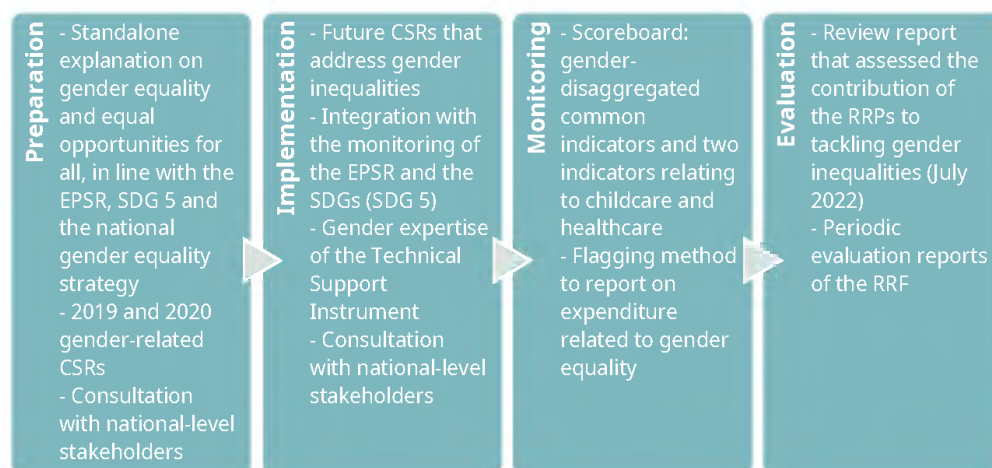 Preparation
- Standalone
explanation on
gender equality
and equal
opportunities for
all, in line with the
EPSR, SDG 5 and
the national
gender equality
strategy
- 2019 and 2020
gender-related
CSRs
- Consultation
with national-level
stakeholders
Implementation
- Future CSRs that
address gender
inequalities
- Integration with
the monitoring of
the EPSR and the
SDGs (SDG 5)
- Gender expertise
of the Technical
Support
Instrument
- Consultation
with national-level
stakeholders
Monitoring
- Scoreboard:
gender-
disaggregated
common
indicators and two
indicators relating
to childcare and
healthcare
- Flagging method
to report on
expenditure
related to gender
equality
Evaluation
- Review report
that assessed the
contribution of
the RRPs to
tackling gender
inequalities (July
2022)
- Periodic
evaluation reports
of the RRF